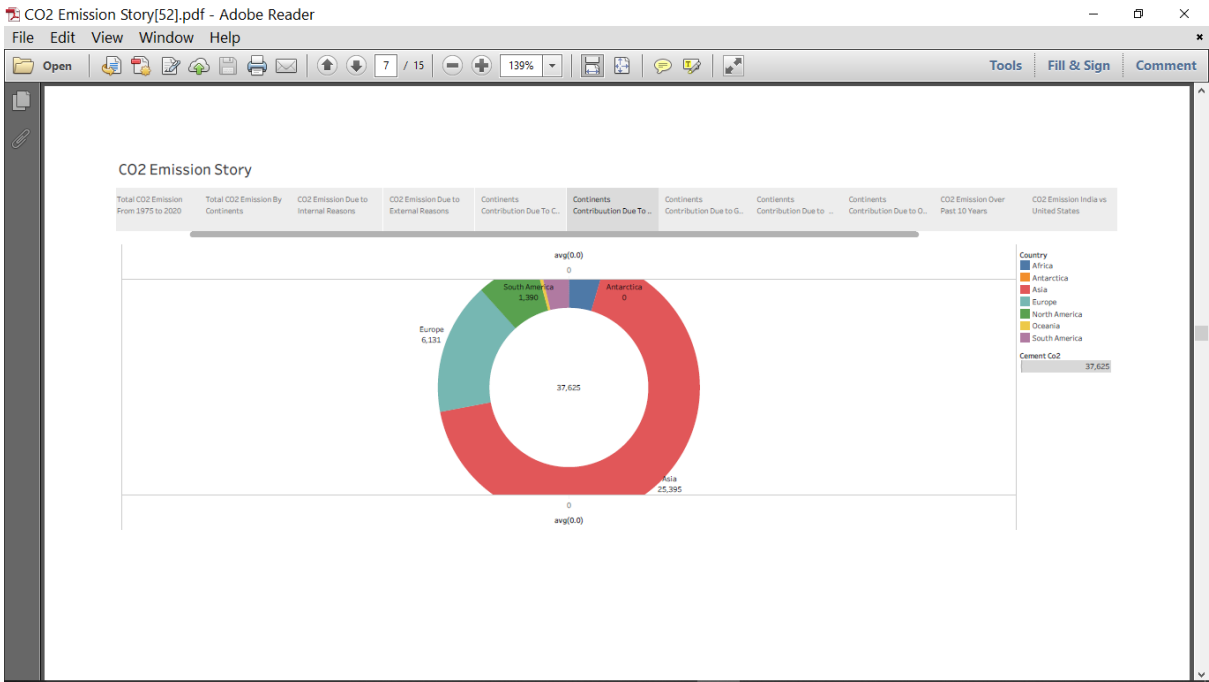 CO2 Emission Story[52].pdf - Adobe Reader
File Edit View Window Help
Open 7 / 15 139% Tools Fill & Sign Comment
CO2 Emission Story
Total CO2 Emission
From 1975 to 2020
Total CO2 Emission By
Continents
CO2 Emission Due to
Internal Reasons
CO2 Emission Due to
External Reasons
Continents
Contribution Due To C..
Continents
Contribuution Due To ..
Continents
Contribution Due to G..
Contiennts
Contribution Due to ...
Continents
Contribution Due to O..
CO2 Emission Over
Past 10 Years
CO2 Emission India vs
United States
avg(0.0)
0
South America
1,390
Antarctica
0
Europe
6,131
37,625
Asia
25,395
0
avg(0.0)
Country
Africa
Antarctica
Asia
Europe
North America
Oceania
South America
Cement Co2
37,625